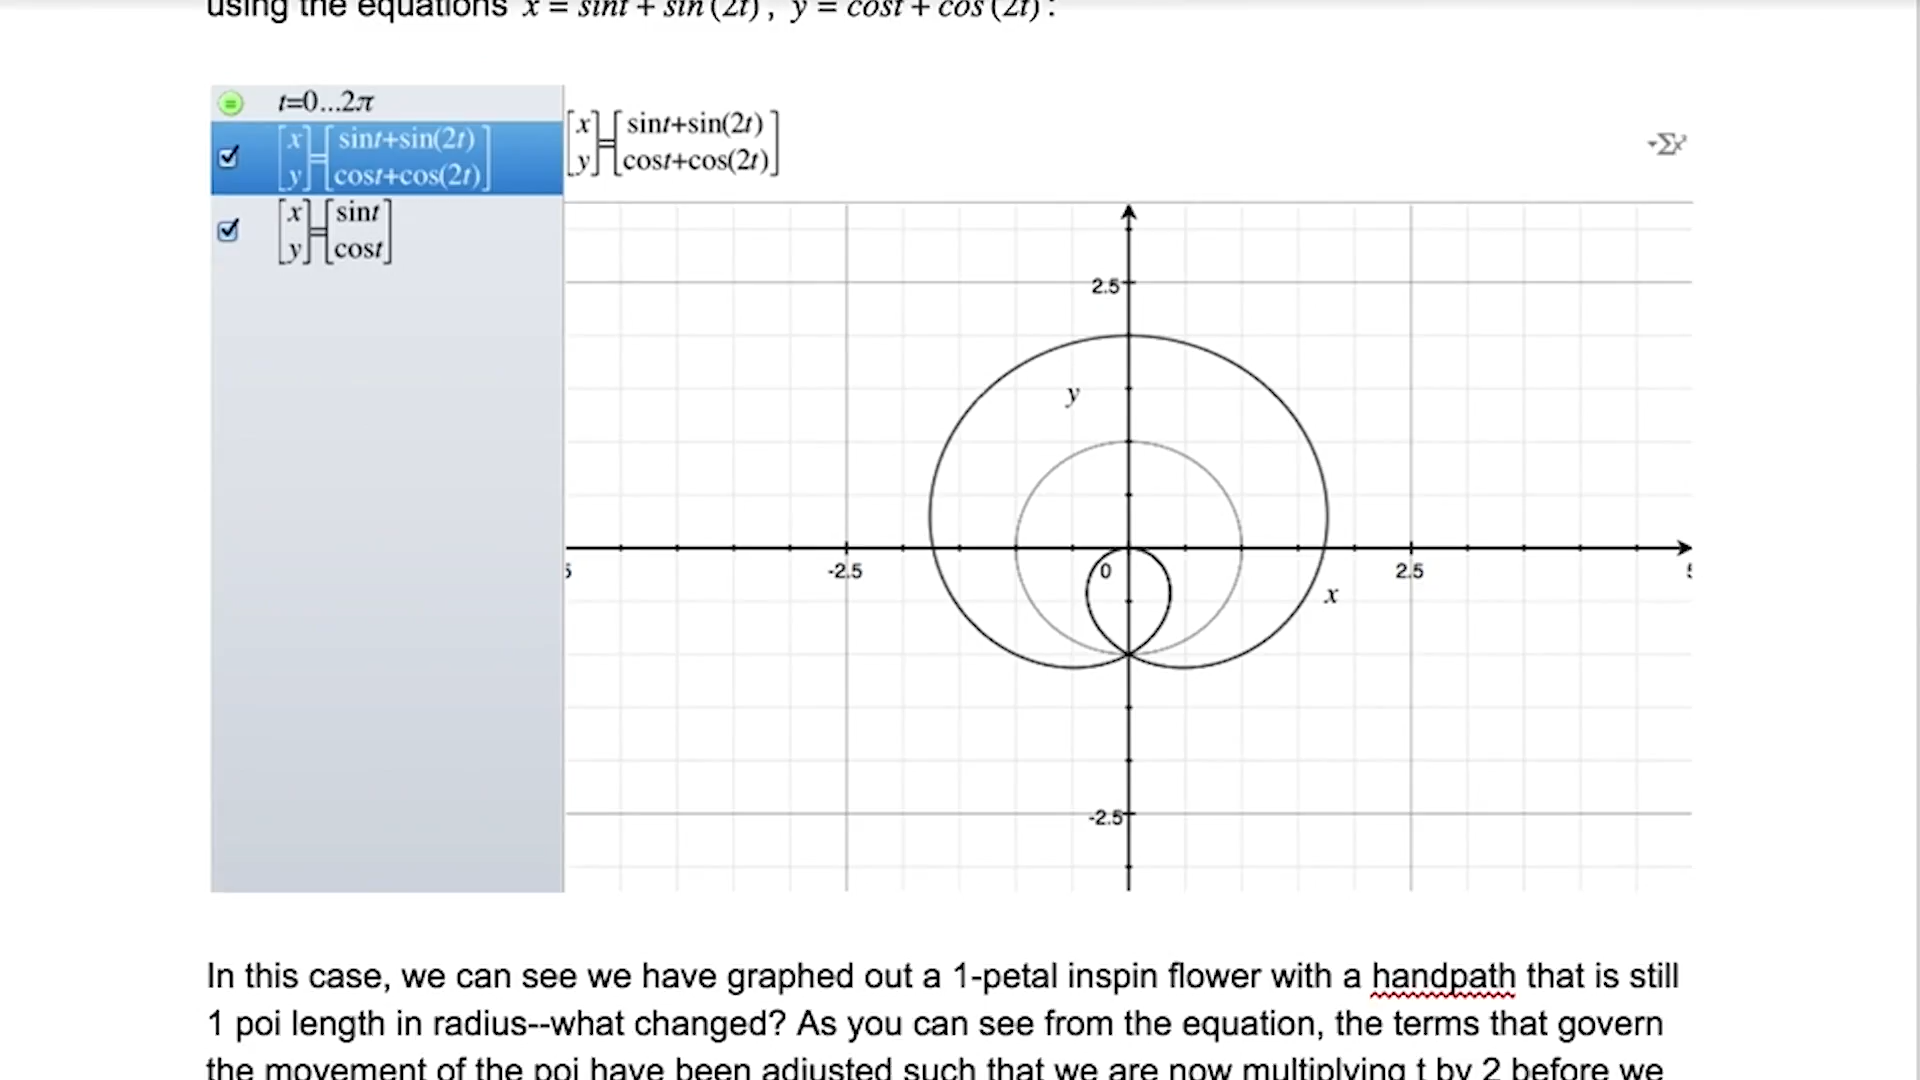 using the equations x = sint + sin (2t) , y = cost + cos (2t) :
t=0...2π
[x y]=[sint+sin(2t) cost+cos(2t)]
[x y]=[sint cost]
[x y]=[sint+sin(2t) cost+cos(2t)]
Σx²
2.5
y
-2.5
0
2.5
x
-2.5
In this case, we can see we have graphed out a 1-petal inspin flower with a handpath that is still
1 poi length in radius--what changed? As you can see from the equation, the terms that govern
the movement of the poi have been adjusted such that we are now multiplying t by 2 before we